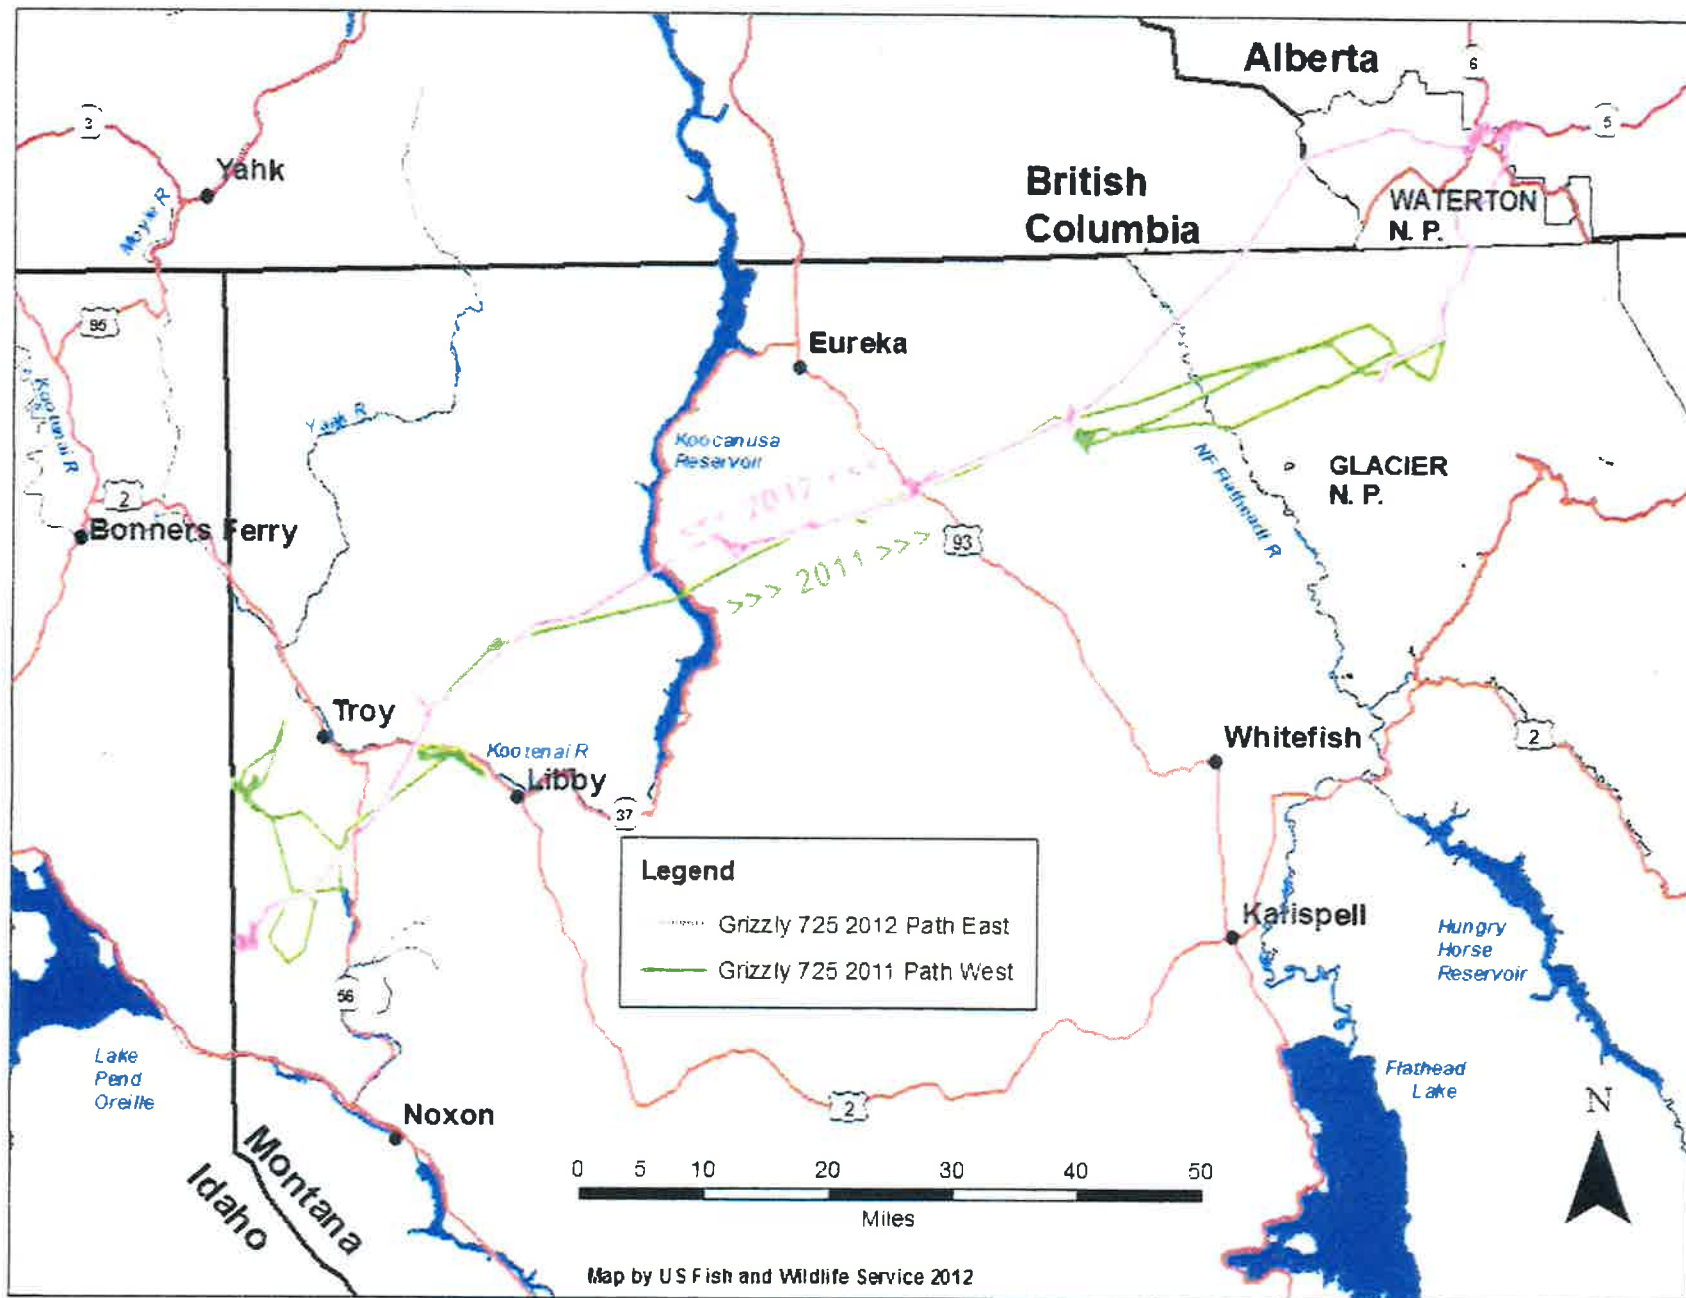 Alberta
6
3
5
Yahk
British
Columbia
WATERTON
N. P.
Moyie R
95
Eureka
Kootenai R
Yaak R
Koocanusa
Reservoir
NF Flathead R
GLACIER
N. P.
2
Bonners Ferry
<<< 2012 <<<
93
>>> 2011 >>>
Troy
Kootenai R
Whitefish
2
Libby
37
Legend
Grizzly 725 2012 Path East
Grizzly 725 2011 Path West
Kalispell
Hungry
Horse
Reservoir
56
Lake
Pend
Oreille
Flathead
Lake
2
N
Noxon
Montana
Idaho
0 5 10 20 30 40 50
Miles
Map by US Fish and Wildlife Service 2012